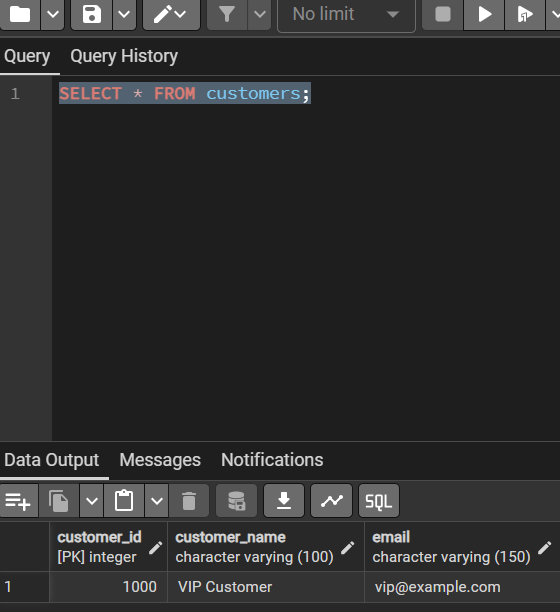 No limit
Query Query History
1 SELECT * FROM customers;
Data Output Messages Notifications
SQL
customer_id customer_name email
[PK] integer character varying (100) character varying (150)
1 1000 VIP Customer vip@example.com